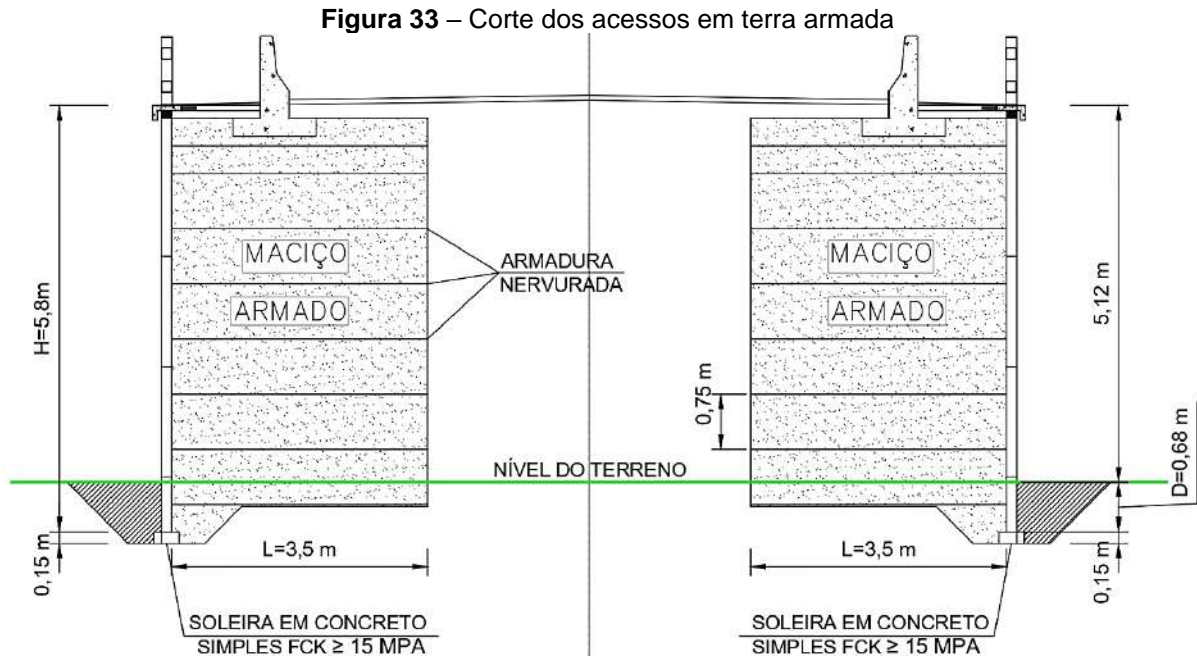 Figura 33 – Corte dos acessos em terra armada
H=5,8m
MACIÇO
ARMADO
ARMADURA
NERVURADA
MACIÇO
ARMADO
5,12 m
0,75 m
NÍVEL DO TERRENO
D=0,68 m
0,15 m
L=3,5 m
L=3,5 m
0,15 m
SOLEIRA EM CONCRETO
SIMPLES FCK ≥ 15 MPA
SOLEIRA EM CONCRETO
SIMPLES FCK ≥ 15 MPA